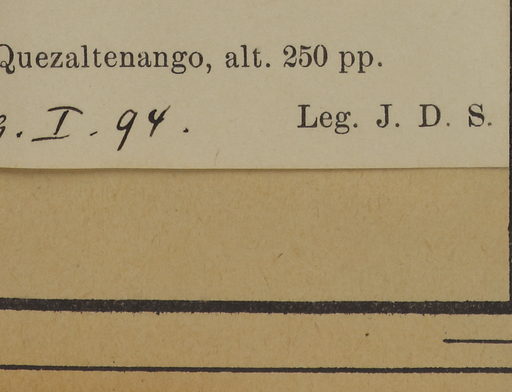 Quezaltenango, alt. 250 pp.
. I. 94. Leg. J. D. S.